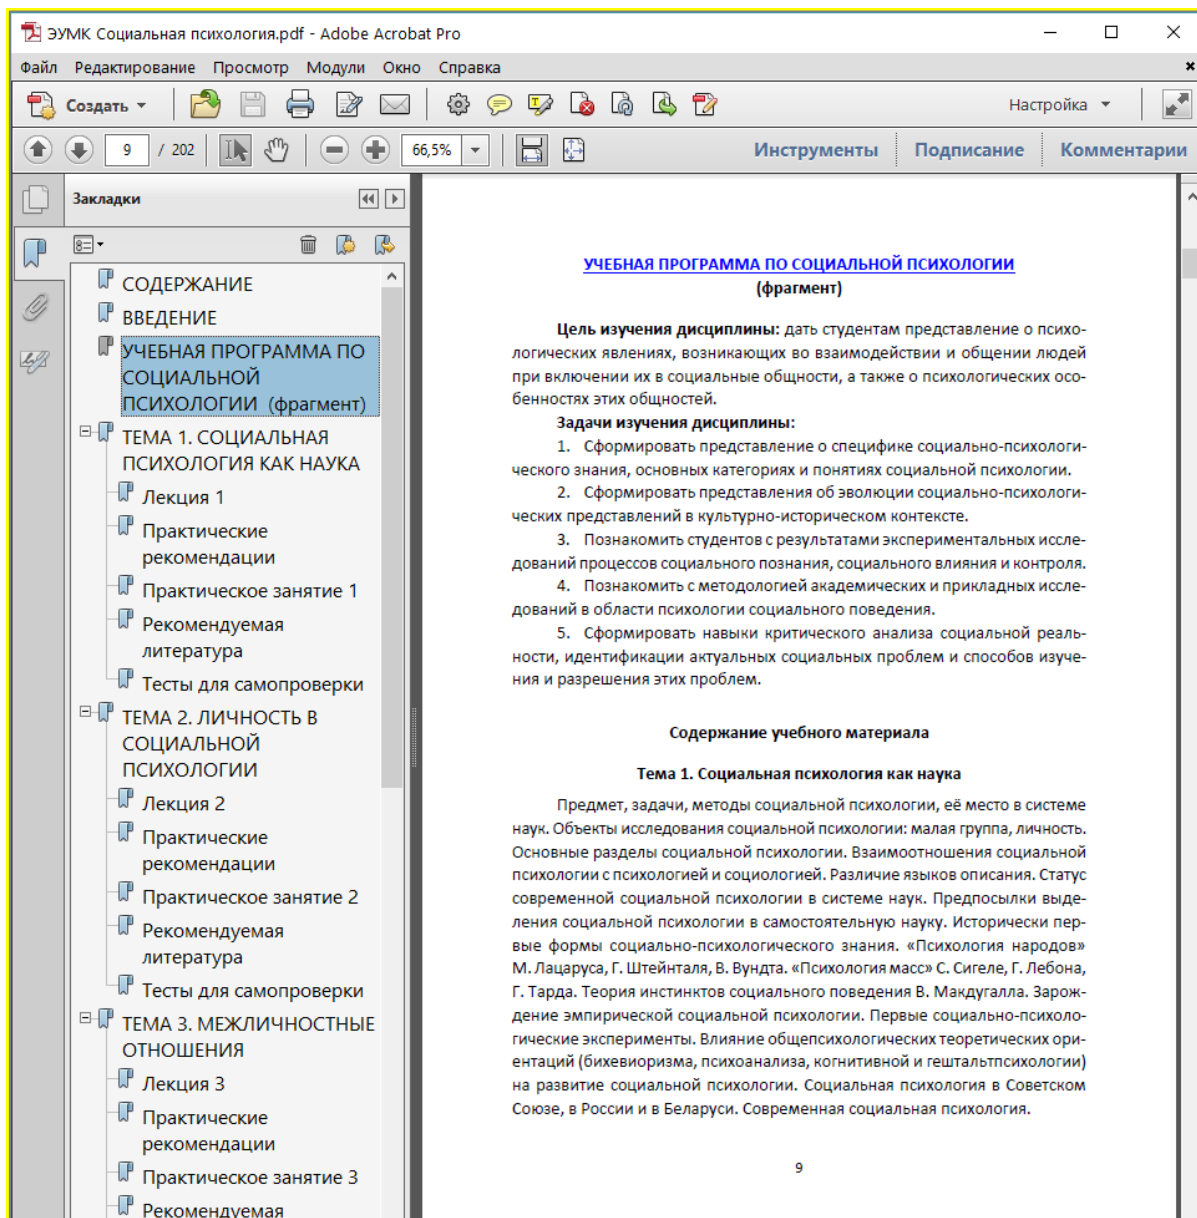 ЭУМК Социальная психология.pdf - Adobe Acrobat Pro
Файл Редактирование Просмотр Модули Окно Справка
Создать
Настройка
9 / 202
66,5%
Инструменты Подписание Комментарии
Закладки
СОДЕРЖАНИЕ
ВВЕДЕНИЕ
УЧЕБНАЯ ПРОГРАММА ПО
СОЦИАЛЬНОЙ
ПСИХОЛОГИИ (фрагмент)
ТЕМА 1. СОЦИАЛЬНАЯ
ПСИХОЛОГИЯ КАК НАУКА
Лекция 1
Практические
рекомендации
Практическое занятие 1
Рекомендуемая
литература
Тесты для самопроверки
ТЕМА 2. ЛИЧНОСТЬ В
СОЦИАЛЬНОЙ
ПСИХОЛОГИИ
Лекция 2
Практические
рекомендации
Практическое занятие 2
Рекомендуемая
литература
Тесты для самопроверки
ТЕМА 3. МЕЖЛИЧНОСТНЫЕ
ОТНОШЕНИЯ
Лекция 3
Практические
рекомендации
Практическое занятие 3
Рекомендуемая
УЧЕБНАЯ ПРОГРАММА ПО СОЦИАЛЬНОЙ ПСИХОЛОГИИ
(фрагмент)
Цель изучения дисциплины: дать студентам представление о психо-
логических явлениях, возникающих во взаимодействии и общении людей
при включении их в социальные общности, а также о психологических осо-
бенностях этих общностей.
Задачи изучения дисциплины:
1. Сформировать представление о специфике социально-психологи-
ческого знания, основных категориях и понятиях социальной психологии.
2. Сформировать представления об эволюции социально-психологи-
ческих представлений в культурно-историческом контексте.
3. Познакомить студентов с результатами экспериментальных иссле-
дований процессов социального познания, социального влияния и контроля.
4. Познакомить с методологией академических и прикладных иссле-
дований в области психологии социального поведения.
5. Сформировать навыки критического анализа социальной реаль-
ности, идентификации актуальных социальных проблем и способов изуче-
ния и разрешения этих проблем.
Содержание учебного материала
Тема 1. Социальная психология как наука
Предмет, задачи, методы социальной психологии, её место в системе
наук. Объекты исследования социальной психологии: малая группа, личность.
Основные разделы социальной психологии. Взаимоотношения социальной
психологии с психологией и социологией. Различие языков описания. Статус
современной социальной психологии в системе наук. Предпосылки выде-
ления социальной психологии в самостоятельную науку. Исторически пер-
вые формы социально-психологического знания. «Психология народов»
М. Лацаруса, Г. Штейнталя, В. Вундта. «Психология масс» С. Сигеле, Г. Лебона,
Г. Тарда. Теория инстинктов социального поведения В. Макдугалла. Зарож-
дение эмпирической социальной психологии. Первые социально-психоло-
гические эксперименты. Влияние общепсихологических теоретических ори-
ентаций (бихевиоризма, психоанализа, когнитивной и гештальтпсихологии)
на развитие социальной психологии. Социальная психология в Советском
Союзе, в России и в Беларуси. Современная социальная психология.
9